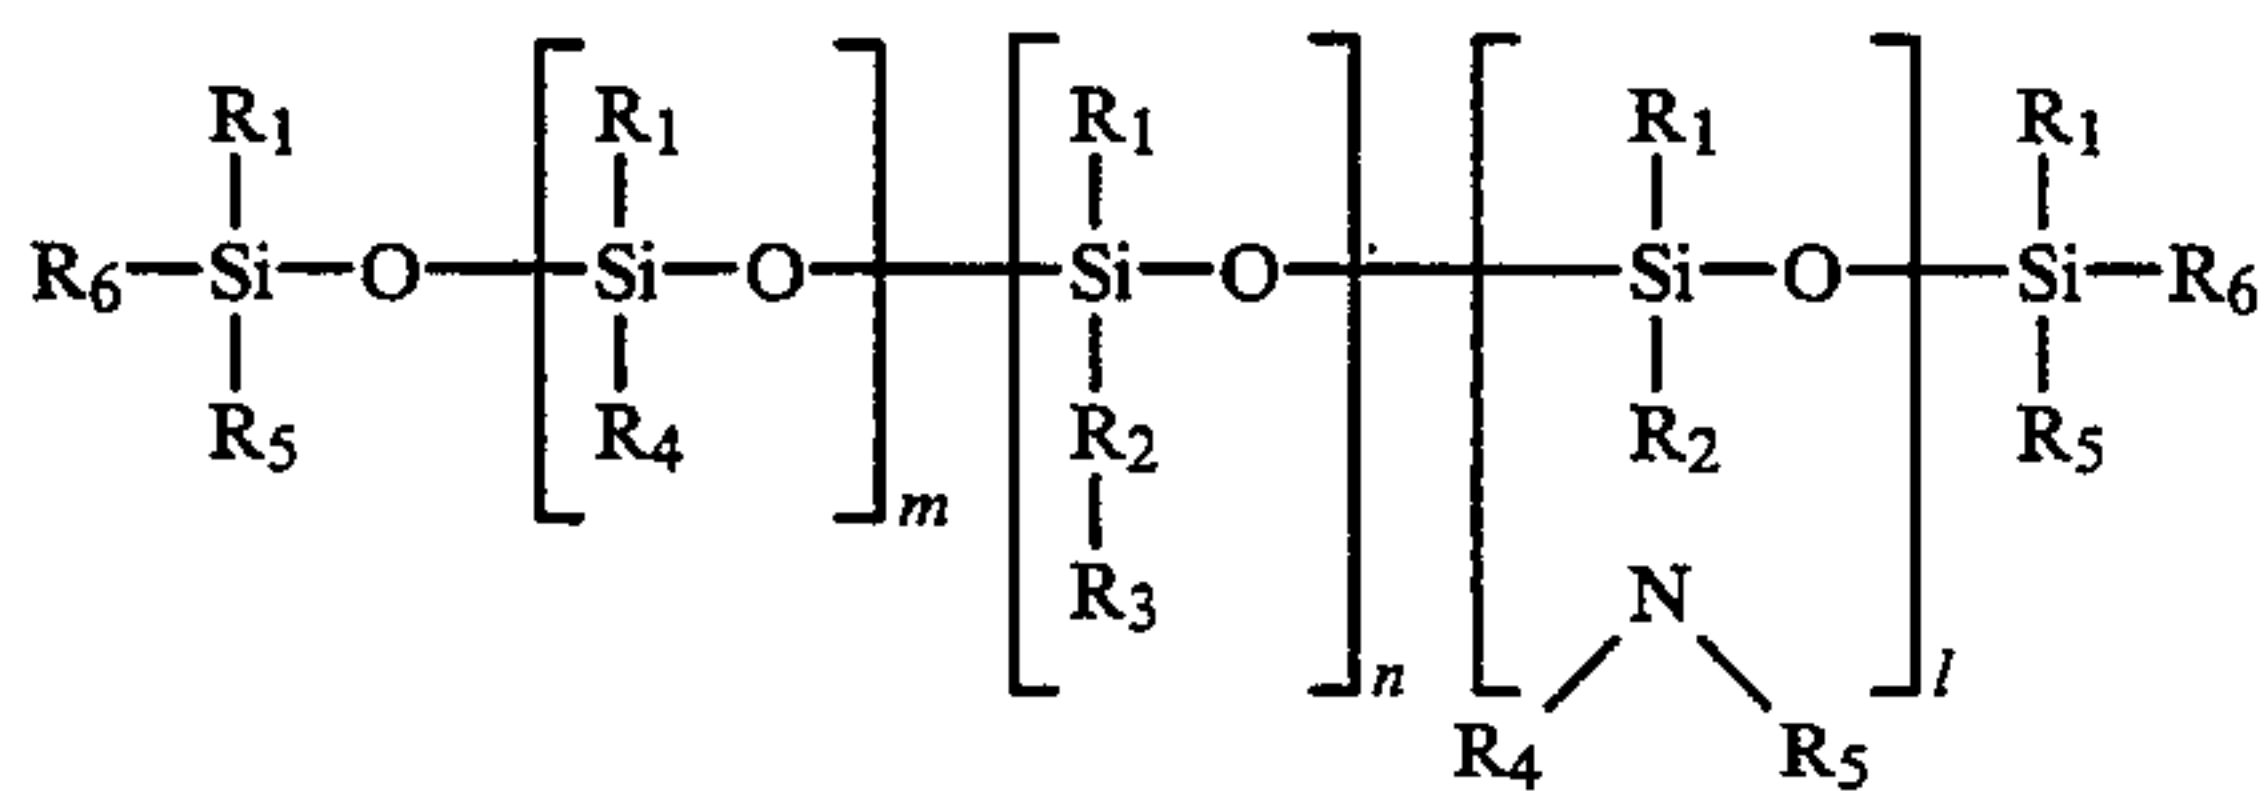 R1 R1 R1 R1 R1
R6 Si O Si O Si O Si O Si R6
R5 R4 R2 R2 R5
m
R3 N
n l
R4 R5